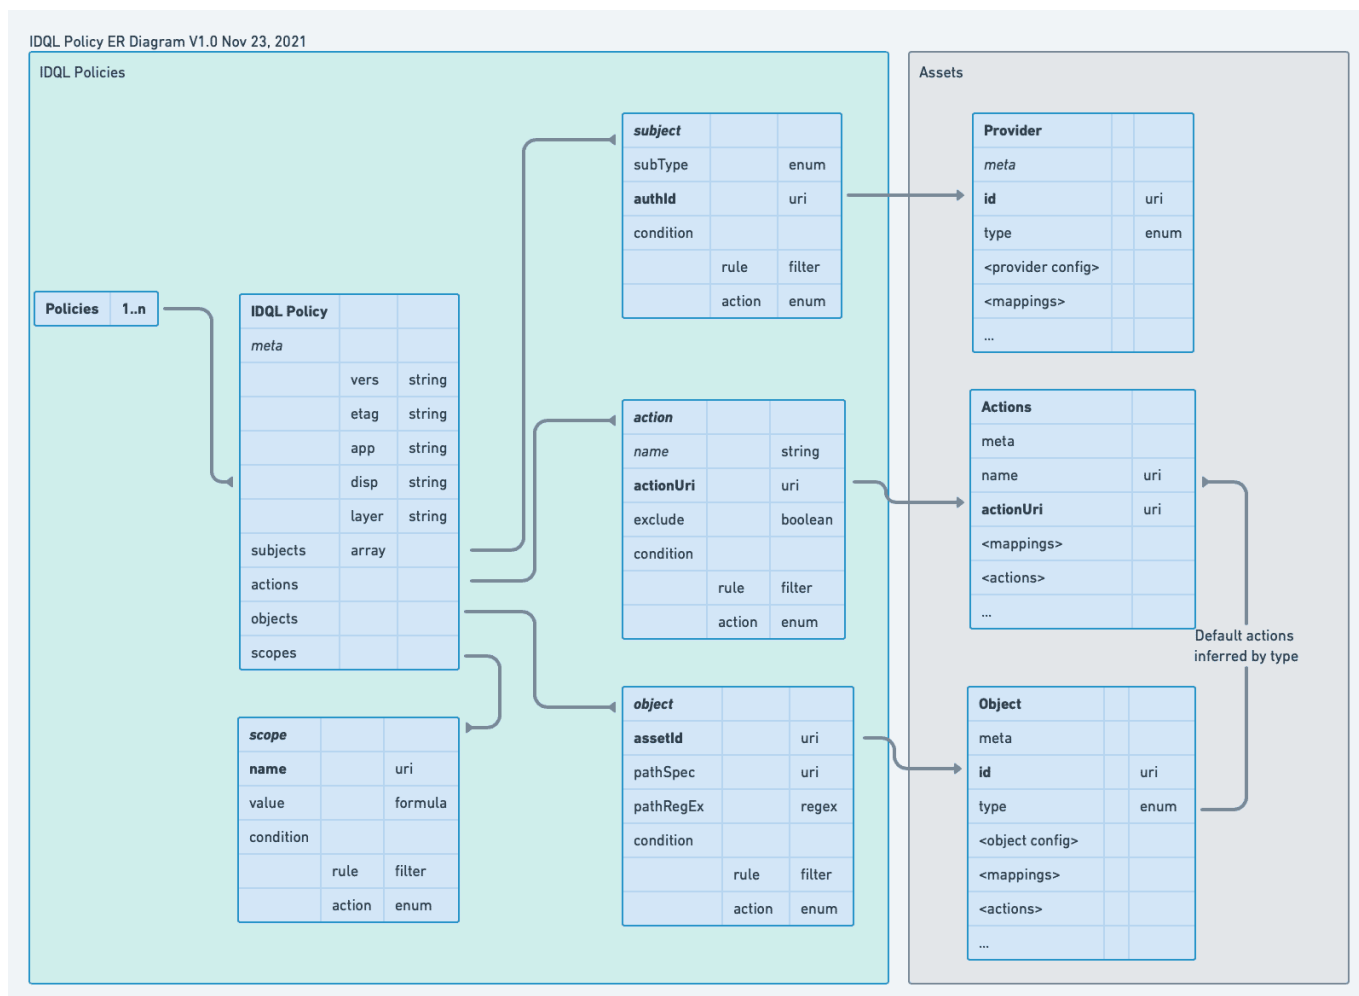 IDQL Policy ER Diagram V1.0 Nov 23, 2021
IDQL Policies
Policies 1..n
IDQL Policy
meta
vers string
etag string
app string
disp string
layer string
subjects array
actions
objects
scopes
scope
name uri
value formula
condition
rule filter
action enum
subject
subType enum
authId uri
condition
rule filter
action enum
action
name string
actionUri uri
exclude boolean
condition
rule filter
action enum
object
assetId uri
pathSpec uri
pathRegEx regex
condition
rule filter
action enum
Assets
Provider
meta
id uri
type enum
<provider config>
<mappings>
...
Actions
meta
name uri
actionUri uri
<mappings>
<actions>
...
Default actions
inferred by type
Object
meta
id uri
type enum
<object config>
<mappings>
<actions>
...